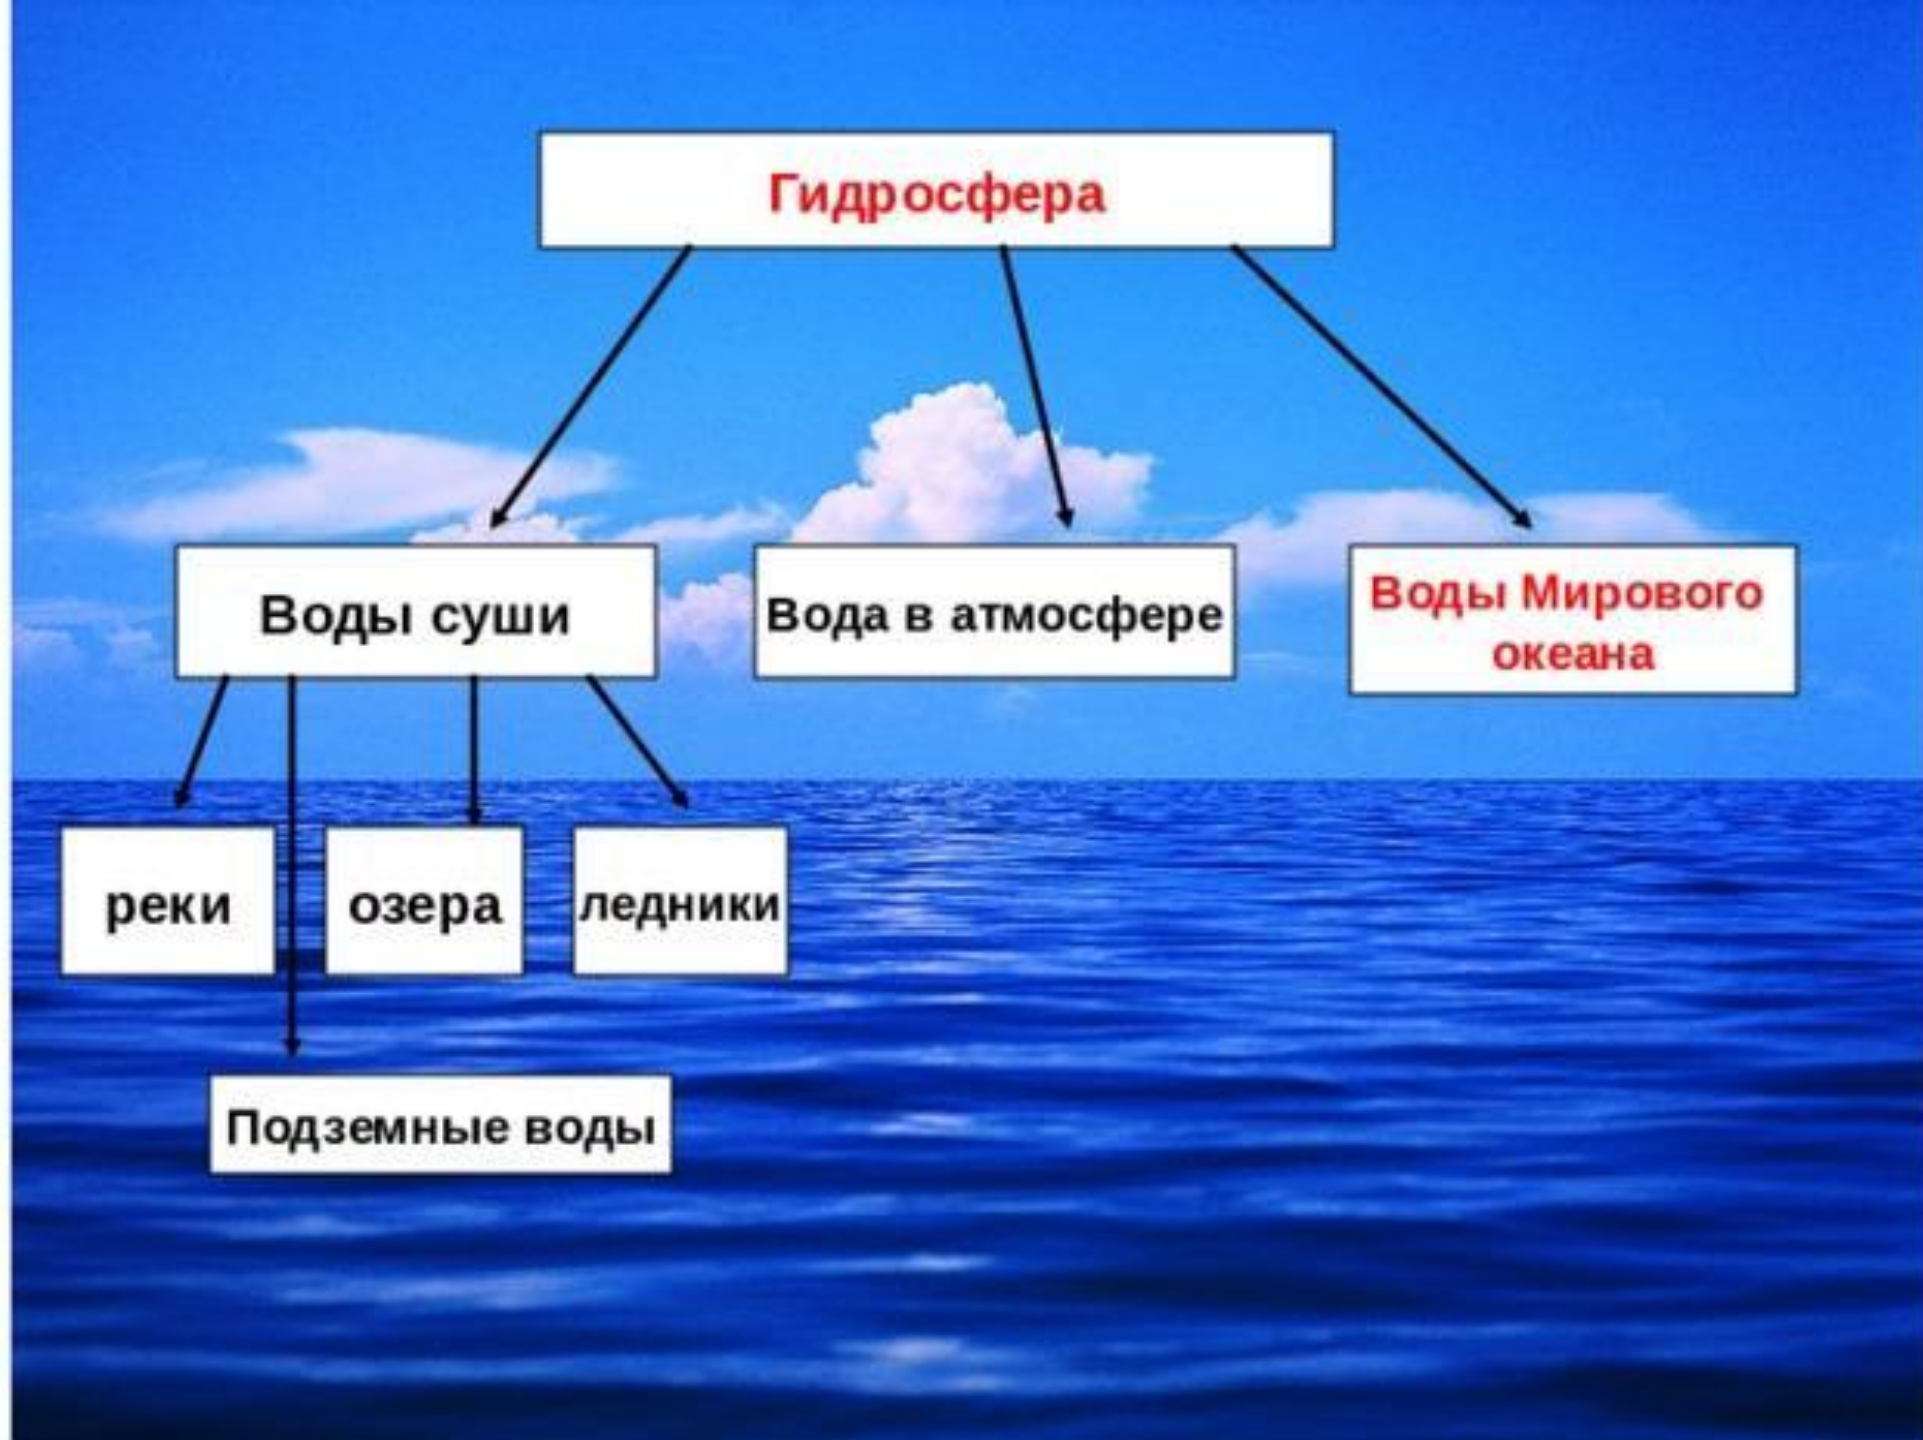 Гидросфера
Воды суши
Вода в атмосфере
Воды Мирового
океана
реки
озера
ледники
Подземные воды